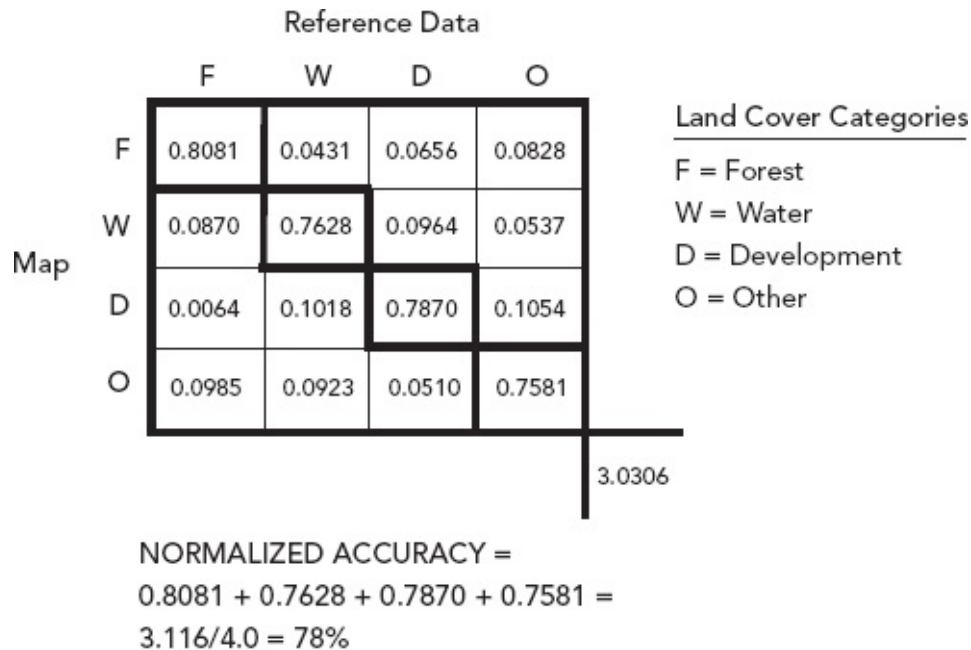 Reference Data
F W D O
F 0.8081 0.0431 0.0656 0.0828
W 0.0870 0.7628 0.0964 0.0537
Map
D 0.0064 0.1018 0.7870 0.1054
O 0.0985 0.0923 0.0510 0.7581
3.0306
Land Cover Categories
F = Forest
W = Water
D = Development
O = Other
NORMALIZED ACCURACY =
0.8081 + 0.7628 + 0.7870 + 0.7581 =
3.116/4.0 = 78%